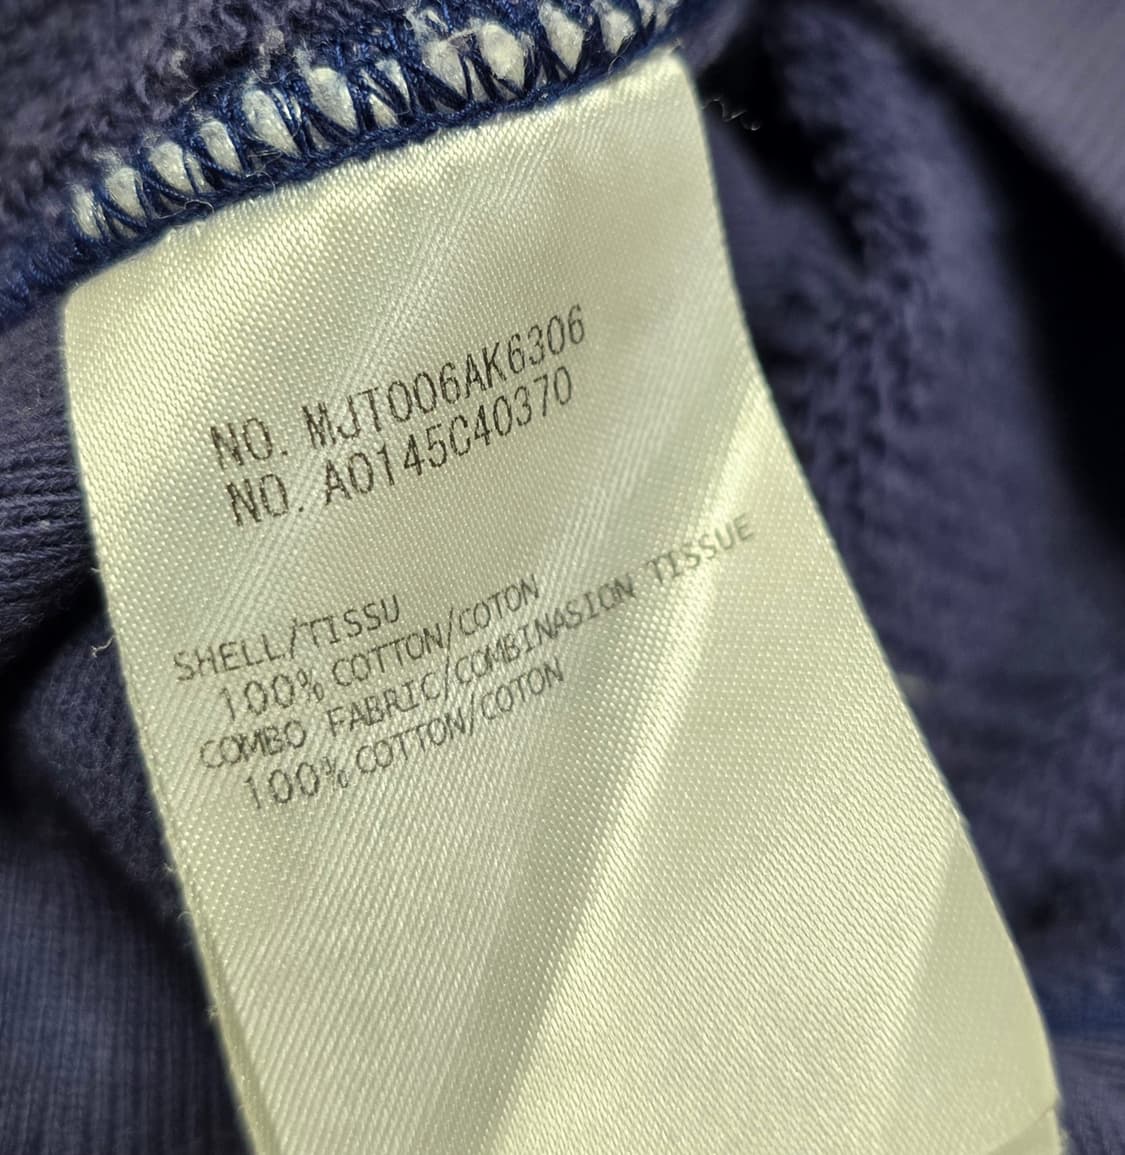 NO. MJT006AK6306
NO. A0145C40370
SHELL/TISSU
100% COTTON/COTON
COMBO FABRIC/COMBINASION TISSUE
100% COTTON/COTON